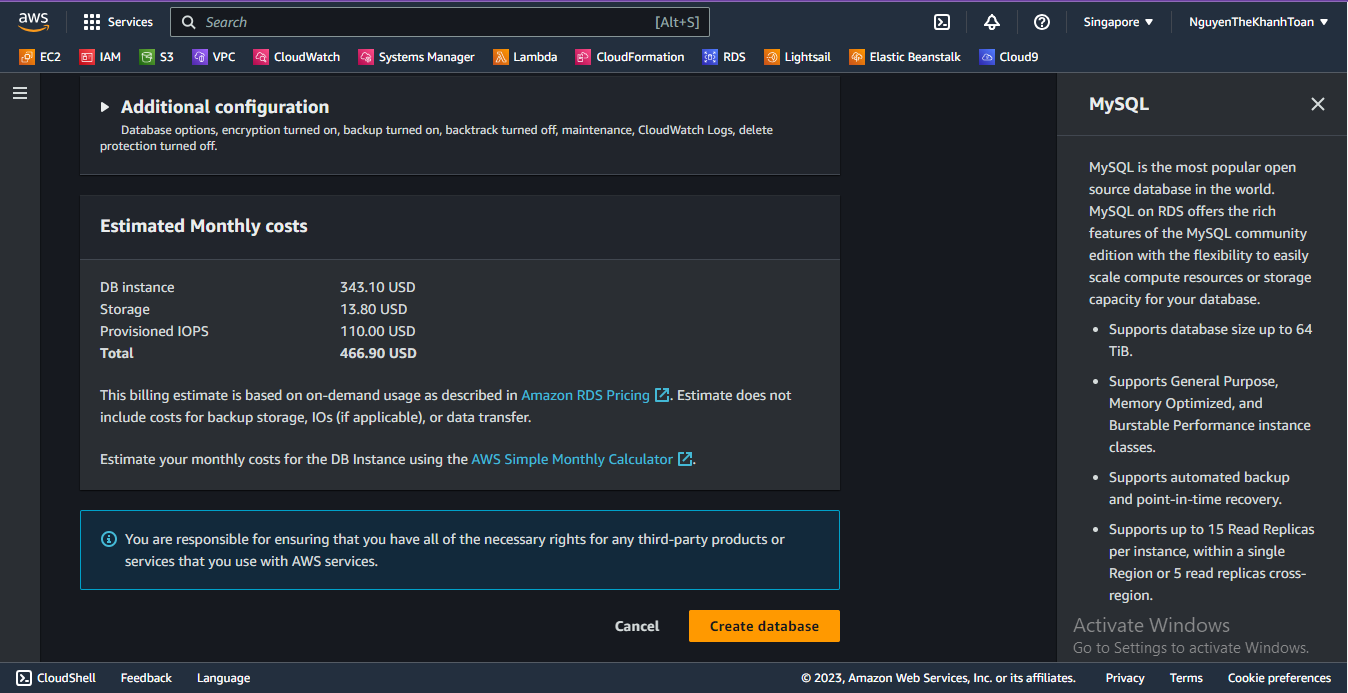 aws
Services
Search [Alt+S]
Singapore
NguyenTheKhanhToan
EC2 IAM S3 VPC CloudWatch Systems Manager Lambda CloudFormation RDS Lightsail Elastic Beanstalk Cloud9
Additional configuration
Database options, encryption turned on, backup turned on, backtrack turned off, maintenance, CloudWatch Logs, delete
protection turned off.
Estimated Monthly costs
DB instance 343.10 USD
Storage 13.80 USD
Provisioned IOPS 110.00 USD
Total 466.90 USD
This billing estimate is based on on-demand usage as described in Amazon RDS Pricing. Estimate does not
include costs for backup storage, IOs (if applicable), or data transfer.
Estimate your monthly costs for the DB Instance using the AWS Simple Monthly Calculator.
You are responsible for ensuring that you have all of the necessary rights for any third-party products or
services that you use with AWS services.
Cancel
Create database
MySQL
MySQL is the most popular open
source database in the world.
MySQL on RDS offers the rich
features of the MySQL community
edition with the flexibility to easily
scale compute resources or storage
capacity for your database.
• Supports database size up to 64
TiB.
• Supports General Purpose,
Memory Optimized, and
Burstable Performance instance
classes.
• Supports automated backup
and point-in-time recovery.
• Supports up to 15 Read Replicas
per instance, within a single
Region or 5 read replicas cross-
region.
Activate Windows
Go to Settings to activate Windows.
CloudShell Feedback Language
© 2023, Amazon Web Services, Inc. or its affiliates. Privacy Terms Cookie preferences